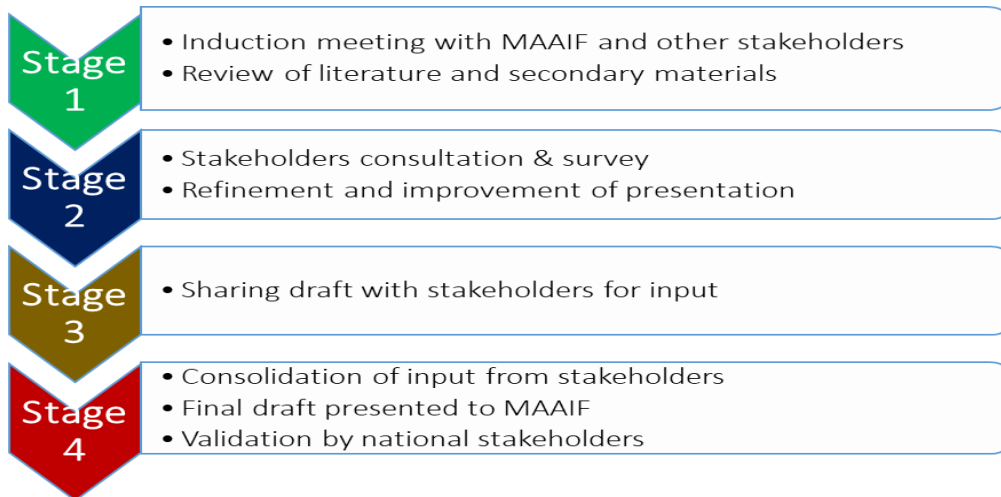 Stage
1
• Induction meeting with MAAIF and other stakeholders
• Review of literature and secondary materials
Stage
2
• Stakeholders consultation & survey
• Refinement and improvement of presentation
Stage
3
• Sharing draft with stakeholders for input
Stage
4
• Consolidation of input from stakeholders
• Final draft presented to MAAIF
• Validation by national stakeholders